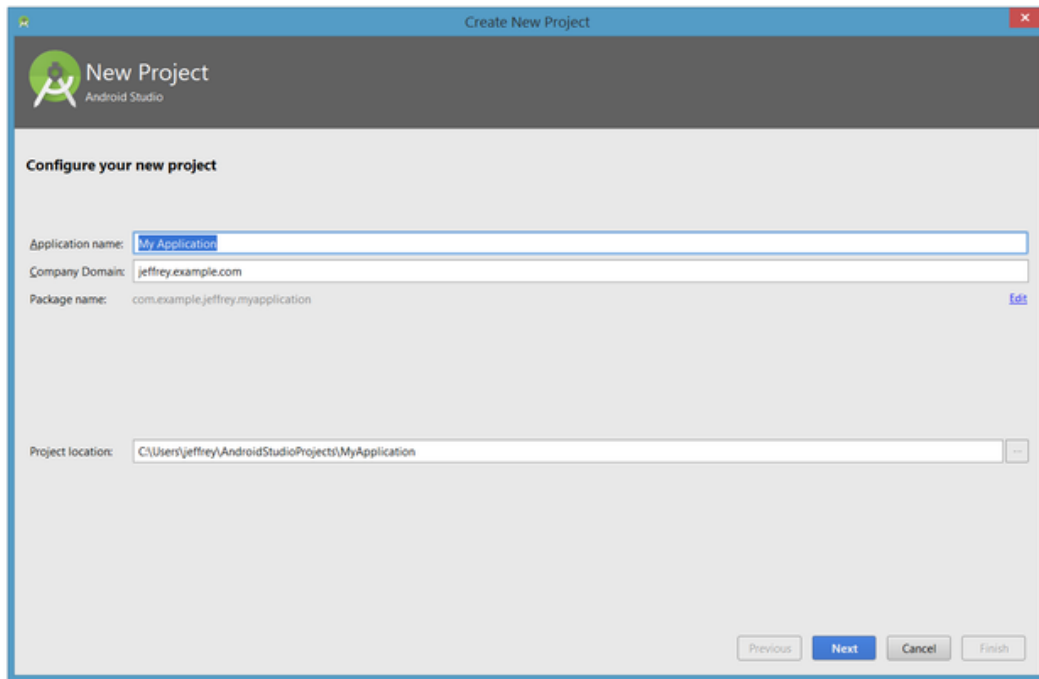 Create New Project
New Project
Android Studio
Configure your new project
Application name: My Application
Company Domain: jeffrey.example.com
Package name: com.example.jeffrey.myapplication Edit
Project location: C:\Users\jeffrey\AndroidStudioProjects\MyApplication ...
Previous Next Cancel Finish